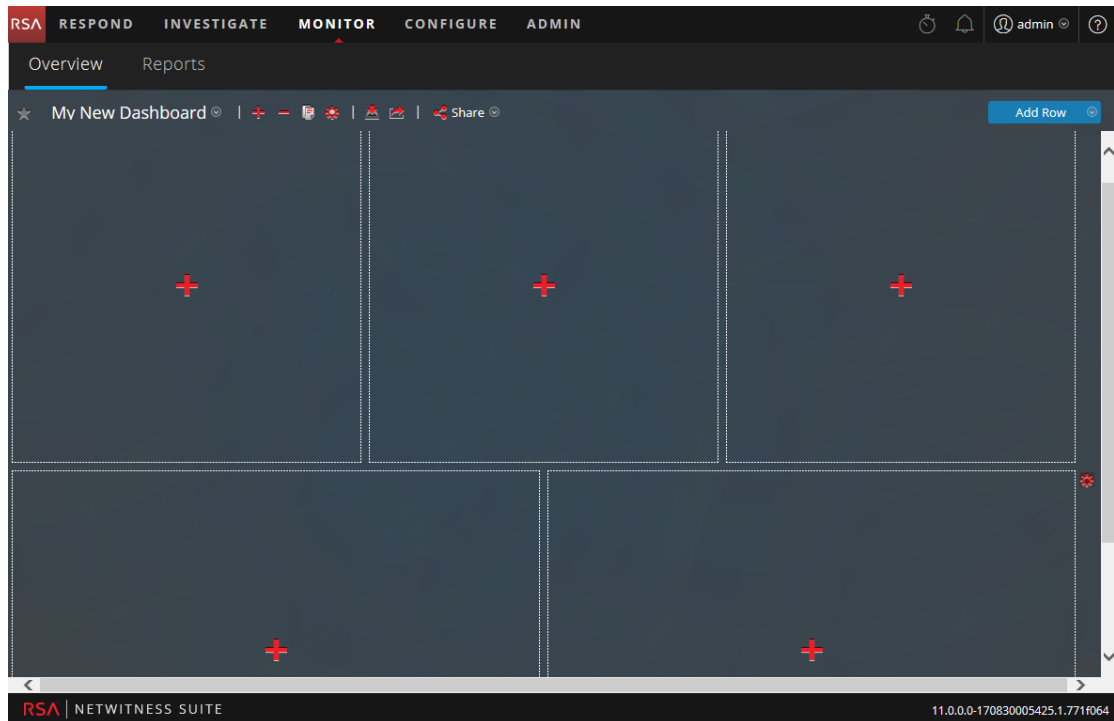 RSA RESPOND INVESTIGATE MONITOR CONFIGURE ADMIN admin ?
Overview Reports
My New Dashboard Share Add Row
RSA NETWITNESS SUITE 11.0.0.0-170830005425.1.771f064